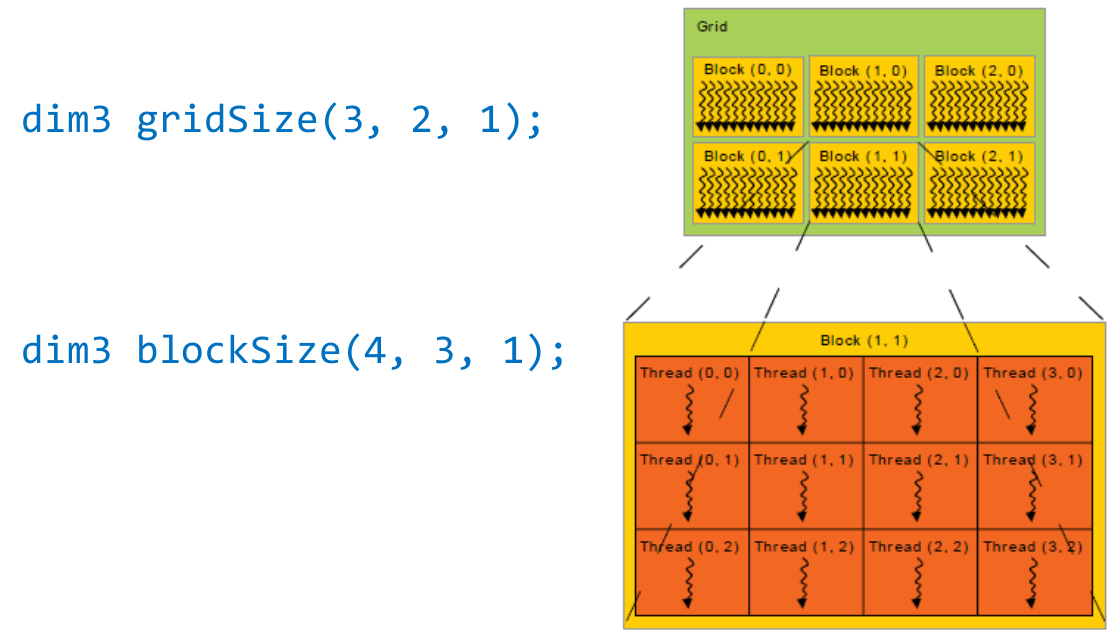 dim3 gridSize(3, 2, 1);
dim3 blockSize(4, 3, 1);
Grid
Block (0, 0) Block (1, 0) Block (2, 0)
Block (0, 1) Block (1, 1) Block (2, 1)
Block (1, 1)
Thread (0, 0) Thread (1, 0) Thread (2, 0) Thread (3, 0)
Thread (0, 1) Thread (1, 1) Thread (2, 1) Thread (3, 1)
Thread (0, 2) Thread (1, 2) Thread (2, 2) Thread (3, 2)